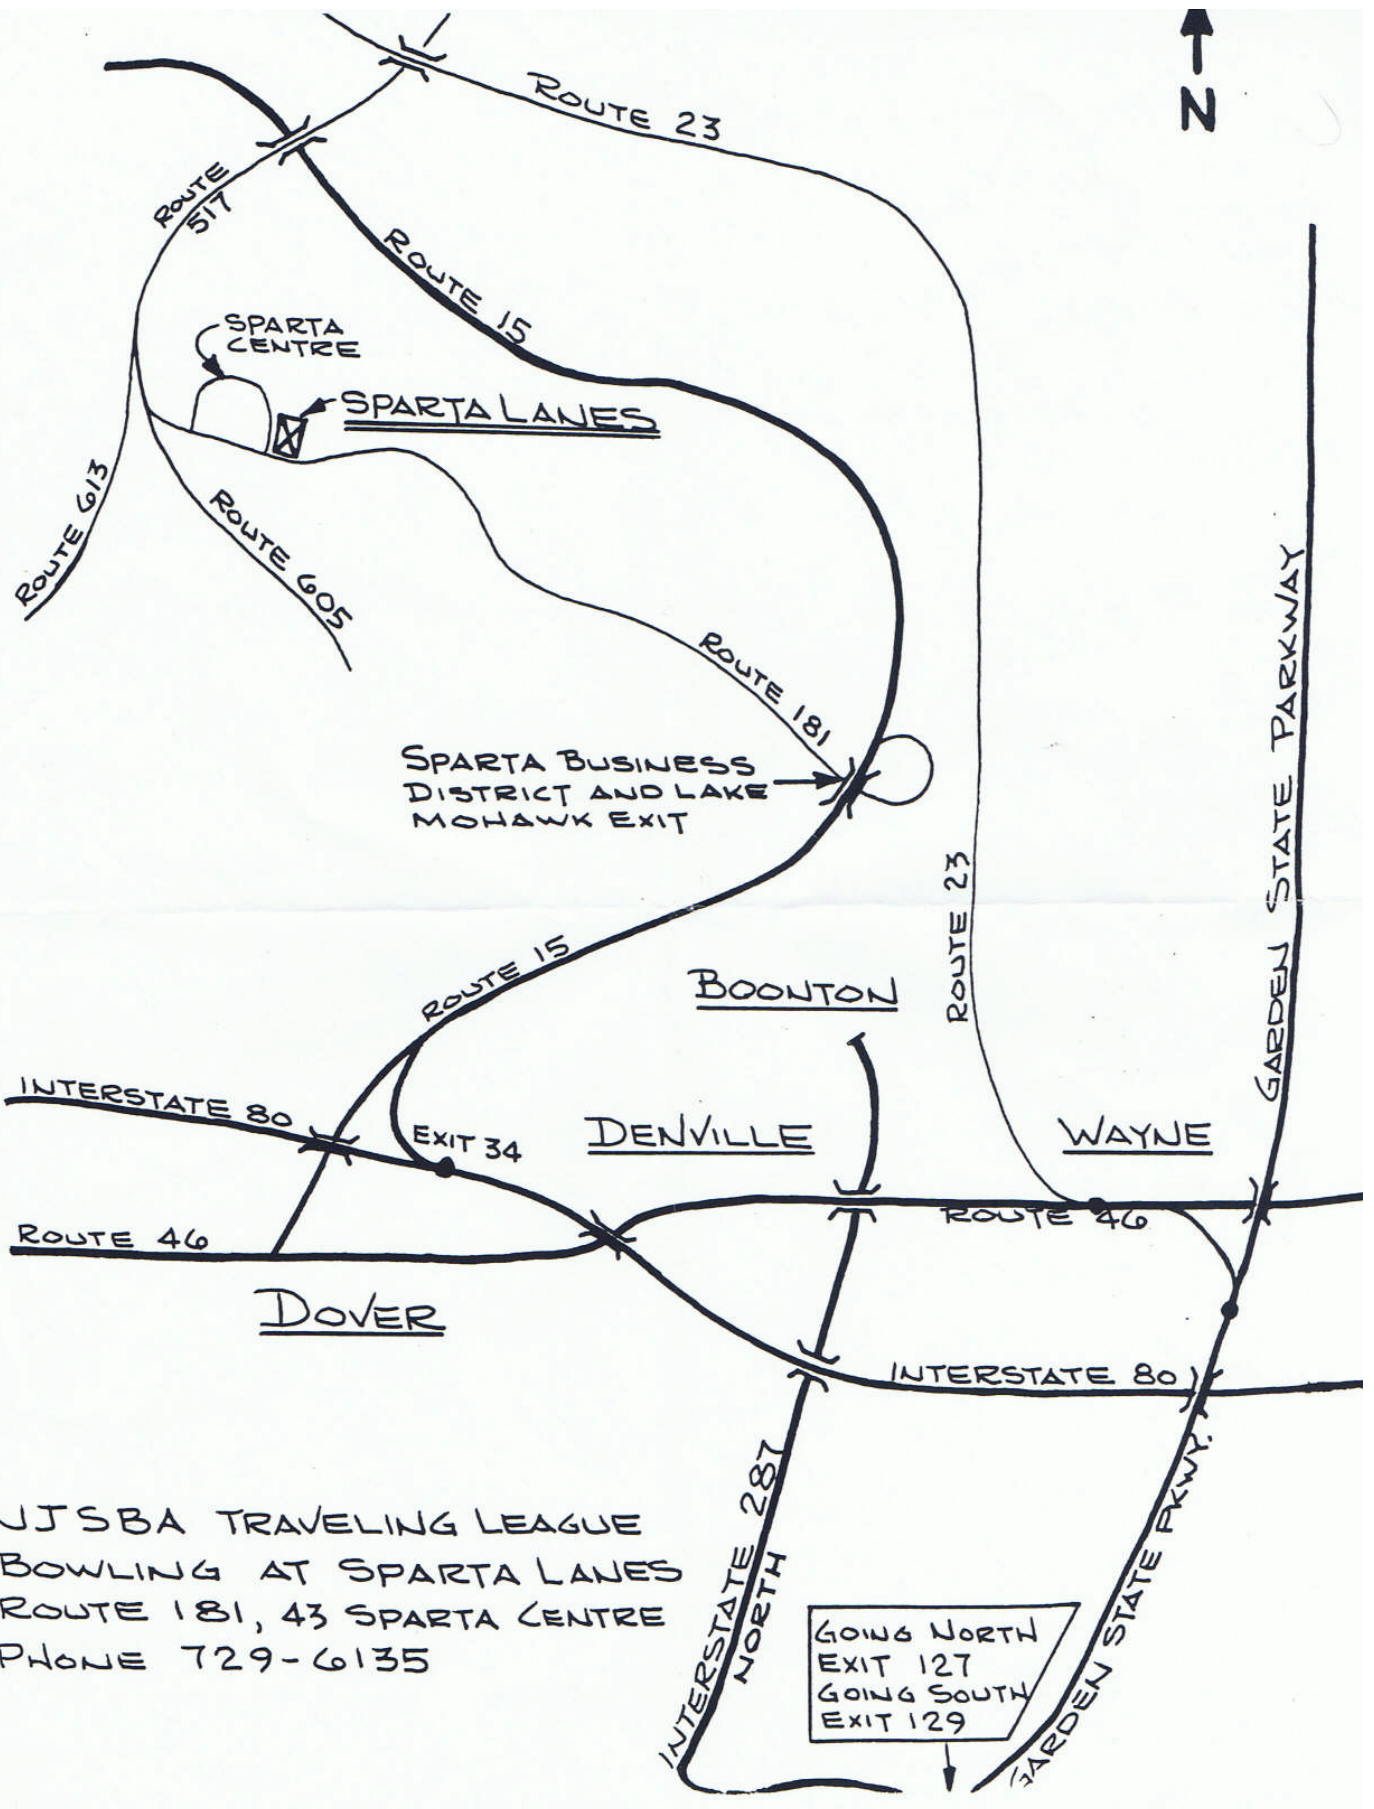 N
ROUTE 23
ROUTE
517
ROUTE 15
SPARTA
CENTRE
SPARTA LANES
ROUTE 613
ROUTE 605
ROUTE 181
SPARTA BUSINESS
DISTRICT AND LAKE
MOHAWK EXIT
GARDEN STATE PARKWAY
ROUTE 23
ROUTE 15
BOONTON
INTERSTATE 80
EXIT 34
DENVILLE
WAYNE
ROUTE 46
ROUTE 46
DOVER
INTERSTATE 80
INTERSTATE 287
NORTH
GARDEN STATE PKWY.
NJSBA TRAVELING LEAGUE
BOWLING AT SPARTA LANES
ROUTE 181, 43 SPARTA CENTRE
PHONE 729-6135
GOING NORTH
EXIT 127
GOING SOUTH
EXIT 129